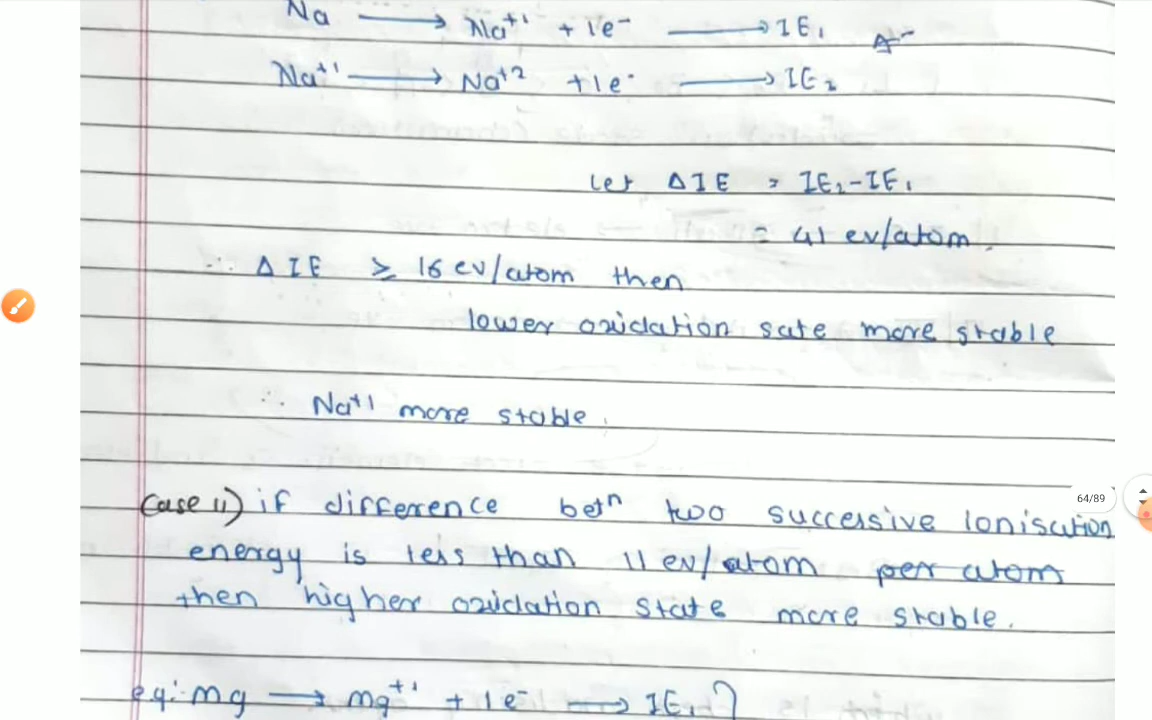 Na ⟶ Na⁺¹ + 1e⁻ ⟶ IE₁ A⁻
Na⁺¹ ⟶ Na⁺² +1e⁻ ⟶ IE₂
Let ΔIE = IE₂-IE₁
= 41 ev/atom.
∴ ΔIE ≥ 16 ev/atom then
lower oxidation sate more stable
∴ Na⁺¹ more stable.
64/89
Case 11) if difference betⁿ two successive ionisation
energy is less than 11 ev/atom per atom
then higher oxidation state more stable.
eg:- mg ⟶ mg⁺¹ + 1e⁻ ⟶ IE₁